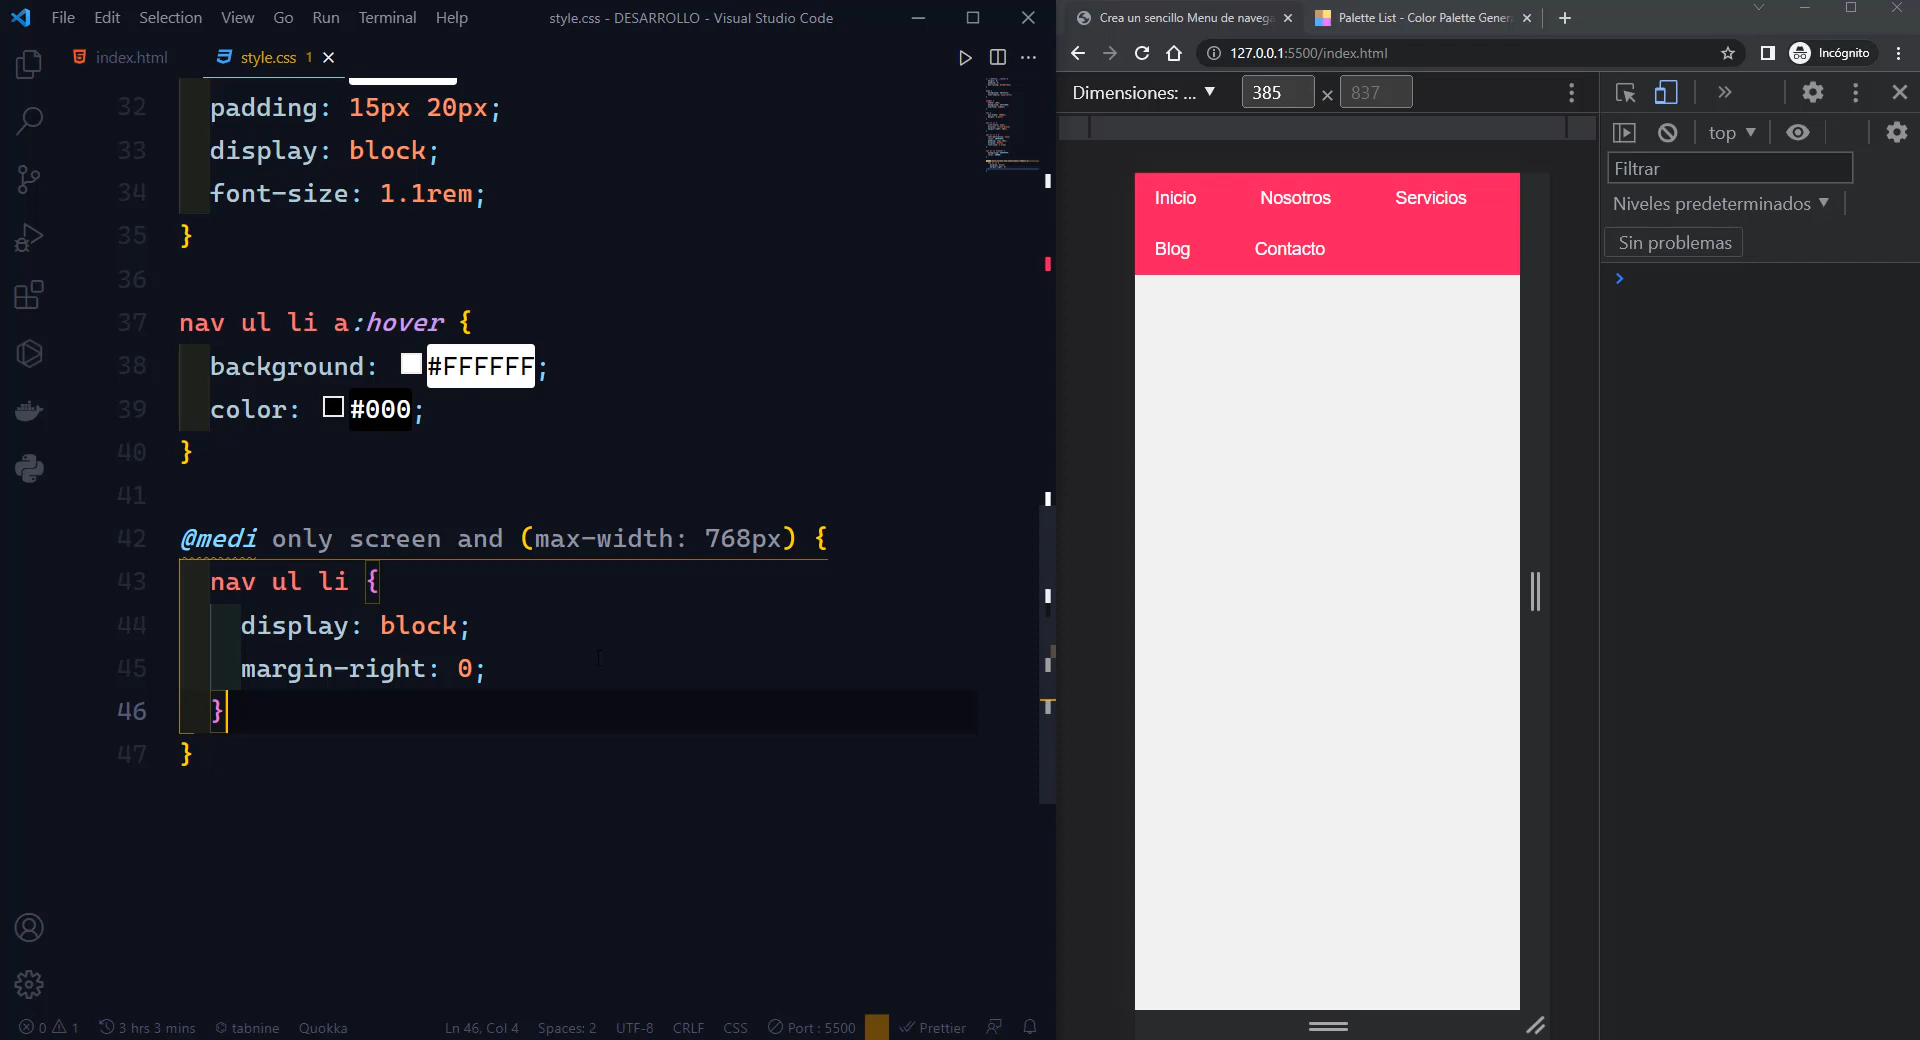 File Edit Selection View Go Run Terminal Help
style.css - DESARROLLO - Visual Studio Code
index.html
style.css 1
32 padding: 15px 20px;
33 display: block;
34 font-size: 1.1rem;
35 }
36
37 nav ul li a:hover {
38 background: #FFFFFF;
39 color: #000;
40 }
41
42 @medi only screen and (max-width: 768px) {
43 nav ul li {
44 display: block;
45 margin-right: 0;
46 }
47 }
0 1 3 hrs 3 mins tabnine Quokka Ln 46, Col 4 Spaces: 2 UTF-8 CRLF CSS Port : 5500 Prettier
Crea un sencillo Menu de navega
Palette List - Color Palette Gener
127.0.0.1:5500/index.html
Incógnito
Dimensiones: ... 385 × 837
top
Filtrar
Niveles predeterminados
Sin problemas
Inicio Nosotros Servicios
Blog Contacto